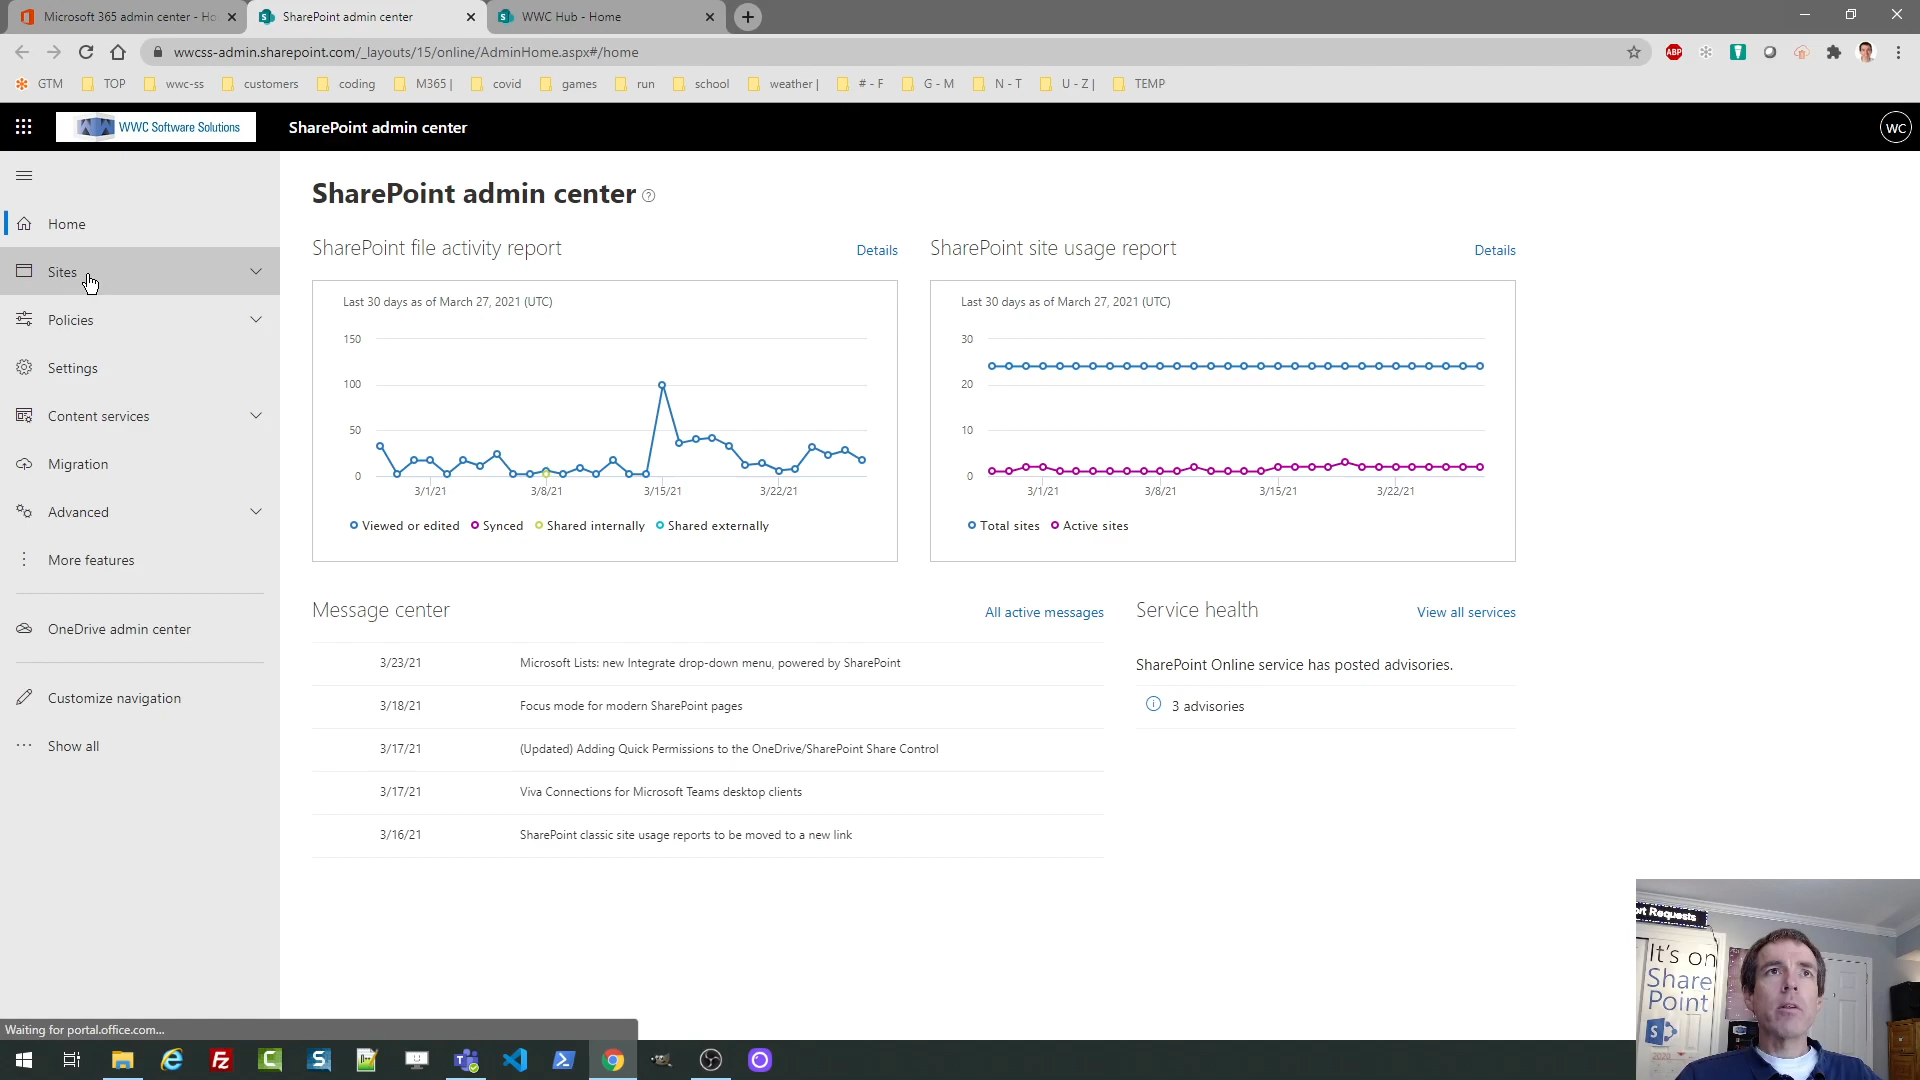 Microsoft 365 admin center - Ho
SharePoint admin center
WWC Hub - Home
wwcss-admin.sharepoint.com/_layouts/15/online/AdminHome.aspx#/home
GTM
TOP
wwc-ss
customers
coding
M365 |
covid
games
run
school
weather |
# - F
G - M
N - T
U - Z |
TEMP
ABP
WWC Software Solutions
SharePoint admin center
WC
Home
Sites
Policies
Settings
Content services
Migration
Advanced
More features
OneDrive admin center
Customize navigation
Show all
SharePoint admin center
SharePoint file activity report
Details
Last 30 days as of March 27, 2021 (UTC)
150
100
50
0
3/1/21
3/8/21
3/15/21
3/22/21
Viewed or edited
Synced
Shared internally
Shared externally
SharePoint site usage report
Details
Last 30 days as of March 27, 2021 (UTC)
30
20
10
0
3/1/21
3/8/21
3/15/21
3/22/21
Total sites
Active sites
Message center
All active messages
3/23/21 Microsoft Lists: new Integrate drop-down menu, powered by SharePoint
3/18/21 Focus mode for modern SharePoint pages
3/17/21 (Updated) Adding Quick Permissions to the OneDrive/SharePoint Share Control
3/17/21 Viva Connections for Microsoft Teams desktop clients
3/16/21 SharePoint classic site usage reports to be moved to a new link
Service health
View all services
SharePoint Online service has posted advisories.
3 advisories
Requests
It's on
Share
Point
2020
Waiting for portal.office.com...